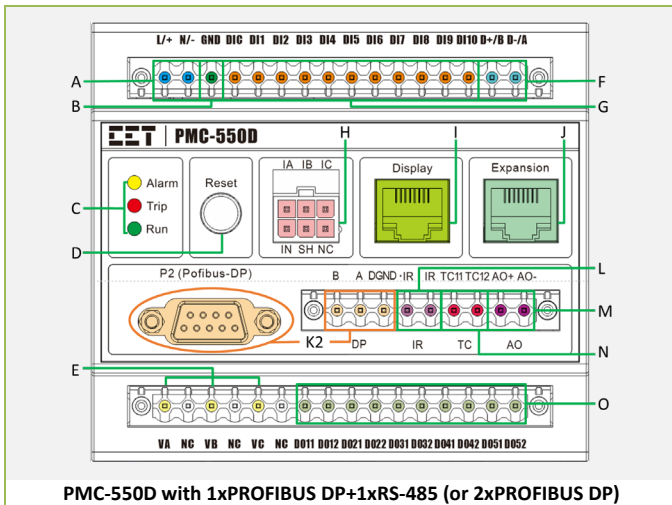 L/+ N/- GND DIC DI1 DI2 DI3 DI4 DI5 DI6 DI7 DI8 DI9 DI10 D+/B D-/A
A
F
B
G
CET PMC-550D
H
I
J
IA IB IC
Display
Expansion
Alarm
Reset
C
Trip
Run
D
IN SH NC
L
P2 (Pofibus-DP)
B A DGND ·IR IR TC11 TC12 AO+ AO-
M
K2
DP IR TC AO
N
E
O
VA NC VB NC VC NC DO11 DO12 DO21 DO22 DO31 DO32 DO41 DO42 DO51 DO52
PMC-550D with 1xPROFIBUS DP+1xRS-485 (or 2xPROFIBUS DP)